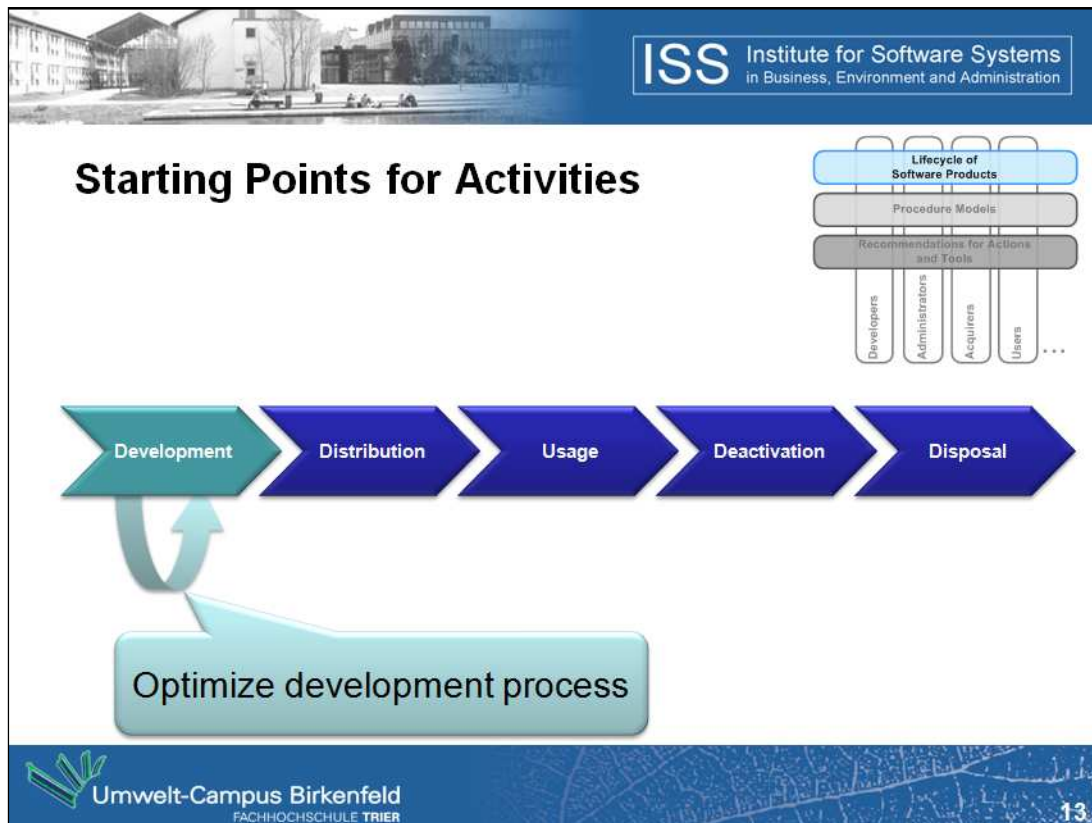 ISS Institute for Software Systems
in Business, Environment and Administration
Starting Points for Activities
Lifecycle of
Software Products
Procedure Models
Recommendations for Actions
and Tools
Developers
Administrators
Acquirers
Users
...
Development
Distribution
Usage
Deactivation
Disposal
Optimize development process
Umwelt-Campus Birkenfeld
FACHHOCHSCHULE TRIER
13